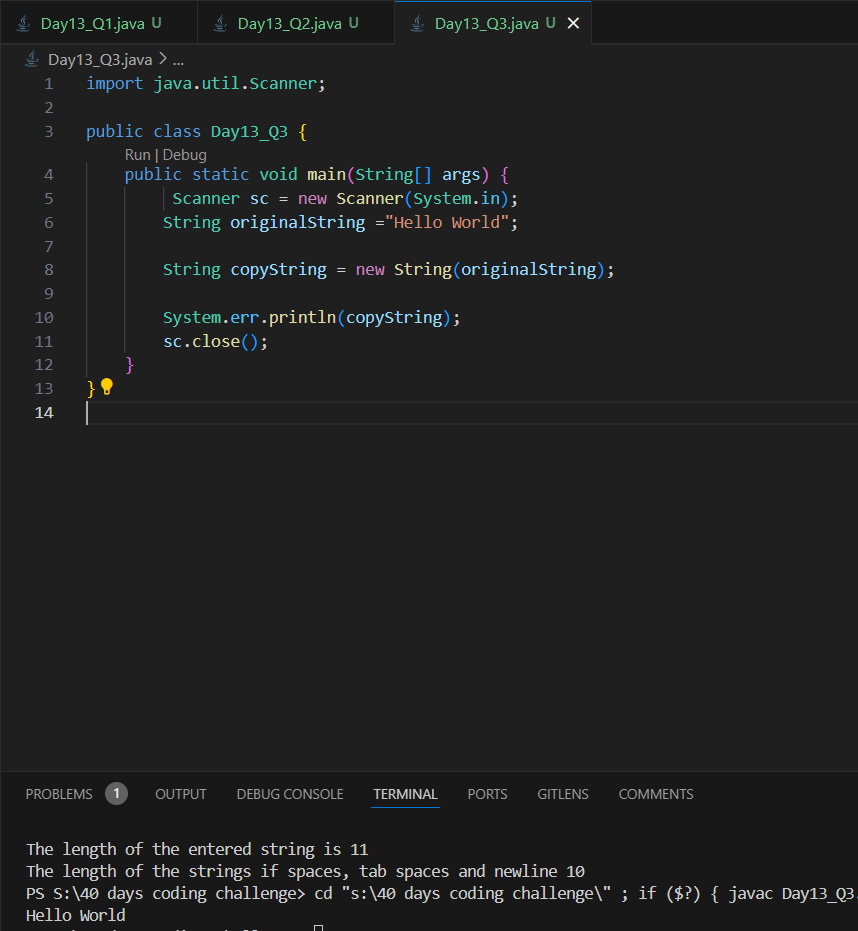 Day13_Q1.java U Day13_Q2.java U Day13_Q3.java U
Day13_Q3.java > ...
1 import java.util.Scanner;
2
3 public class Day13_Q3 {
Run | Debug
4 public static void main(String[] args) {
5 Scanner sc = new Scanner(System.in);
6 String originalString ="Hello World";
7
8 String copyString = new String(originalString);
9
10 System.err.println(copyString);
11 sc.close();
12 }
13 }
14
PROBLEMS 1 OUTPUT DEBUG CONSOLE TERMINAL PORTS GITLENS COMMENTS
The length of the entered string is 11
The length of the strings if spaces, tab spaces and newline 10
PS S:\40 days coding challenge> cd "s:\40 days coding challenge\" ; if ($?) { javac Day13_Q3.
Hello World